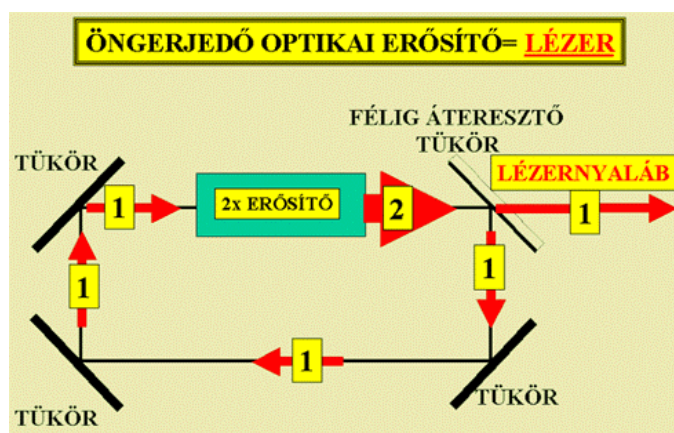 ÖNGERJEDŐ OPTIKAI ERŐSÍTŐ= LÉZER
FÉLIG ÁTERESZTŐ
TÜKÖR
TÜKÖR
LÉZERNYALÁB
1
2x ERŐSÍTŐ
2
1
1
1
1
TÜKÖR
TÜKÖR